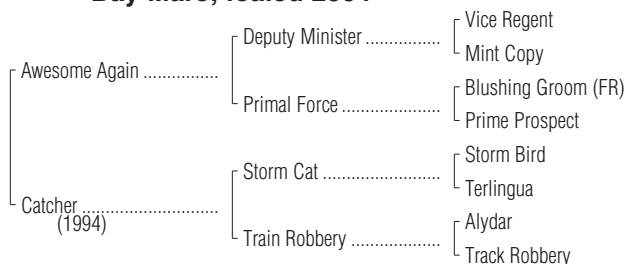 Bay Mare; foaled
Vice Regent
Deputy Minister ................
Mint Copy
Awesome Again ................
Blushing Groom (FR)
Primal Force .....................
Prime Prospect
Storm Bird
Storm Cat .........................
Terlingua
Catcher .............................
(1994)
Alydar
Train Robbery ...................
Track Robbery